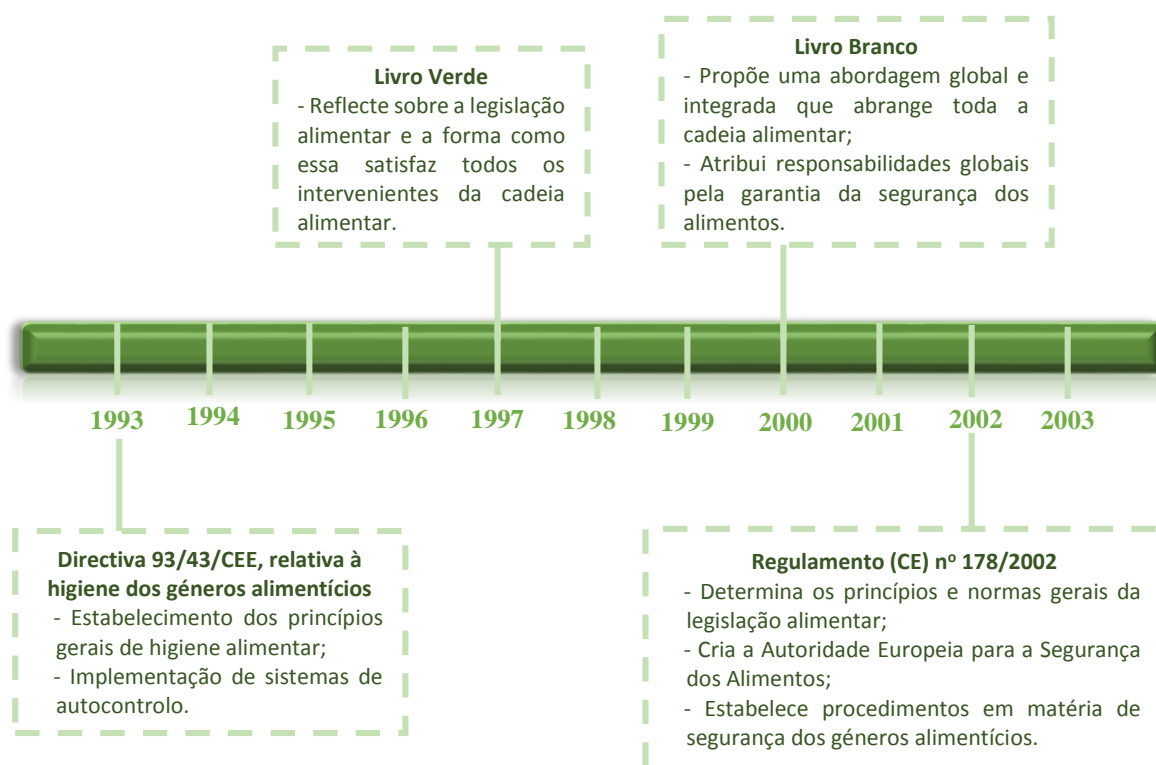 Livro Verde
- Reflecte sobre a legislação
alimentar e a forma como
essa satisfaz todos os
intervenientes da cadeia
alimentar.
Livro Branco
- Propõe uma abordagem global e
integrada que abrange toda a
cadeia alimentar;
- Atribui responsabilidades globais
pela garantia da segurança dos
alimentos.
1993 1994 1995 1996 1997 1998 1999 2000 2001 2002 2003
Directiva 93/43/CEE, relativa à
higiene dos géneros alimentícios
- Estabelecimento dos princípios
gerais de higiene alimentar;
- Implementação de sistemas de
autocontrolo.
Regulamento (CE) nº 178/2002
- Determina os princípios e normas gerais da
legislação alimentar;
- Cria a Autoridade Europeia para a Segurança
dos Alimentos;
- Estabelece procedimentos em matéria de
segurança dos géneros alimentícios.